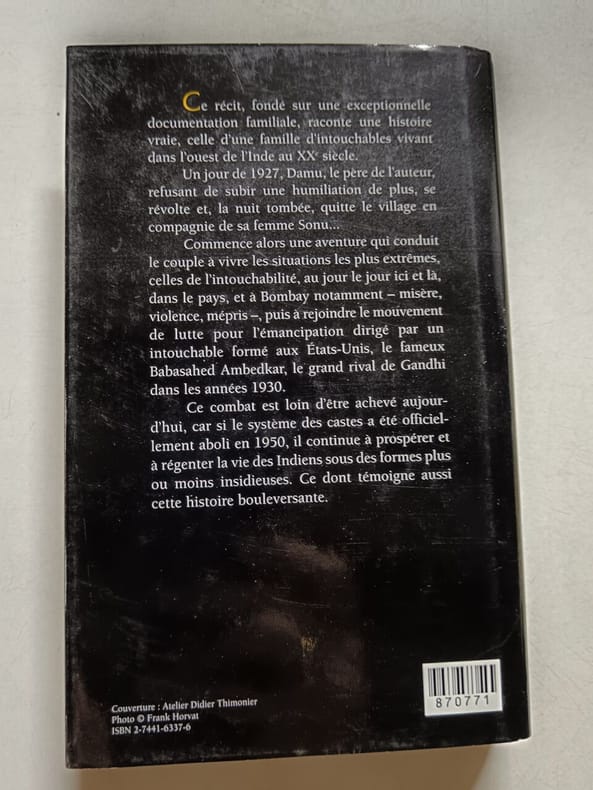 Ce récit, fondé sur une exceptionnelle
documentation familiale, raconte une histoire
vraie, celle d'une famille d'intouchables vivant
dans l'ouest de l'Inde au XXe siècle.
Un jour de 1927, Damu, le père de l'auteur,
refusant de subir une humiliation de plus, se
révolte et, la nuit tombée, quitte le village en
compagnie de sa femme Sonu...
Commence alors une aventure qui conduit
le couple à vivre les situations les plus extrêmes,
celles de l'intouchabilité, au jour le jour ici et là,
dans le pays, et à Bombay notamment – misère,
violence, mépris –, puis à rejoindre le mouvement
de lutte pour l'émancipation dirigé par un
intouchable formé aux États-Unis, le fameux
Babasahed Ambedkar, le grand rival de Gandhi
dans les années 1930.
Ce combat est loin d'être achevé aujour-
d'hui, car si le système des castes a été officiel-
lement aboli en 1950, il continue à prospérer et
à régenter la vie des Indiens sous des formes plus
ou moins insidieuses. Ce dont témoigne aussi
cette histoire bouleversante.
Couverture : Atelier Didier Thimonier
Photo © Frank Horvat
ISBN 2-7441-6337-6
870771